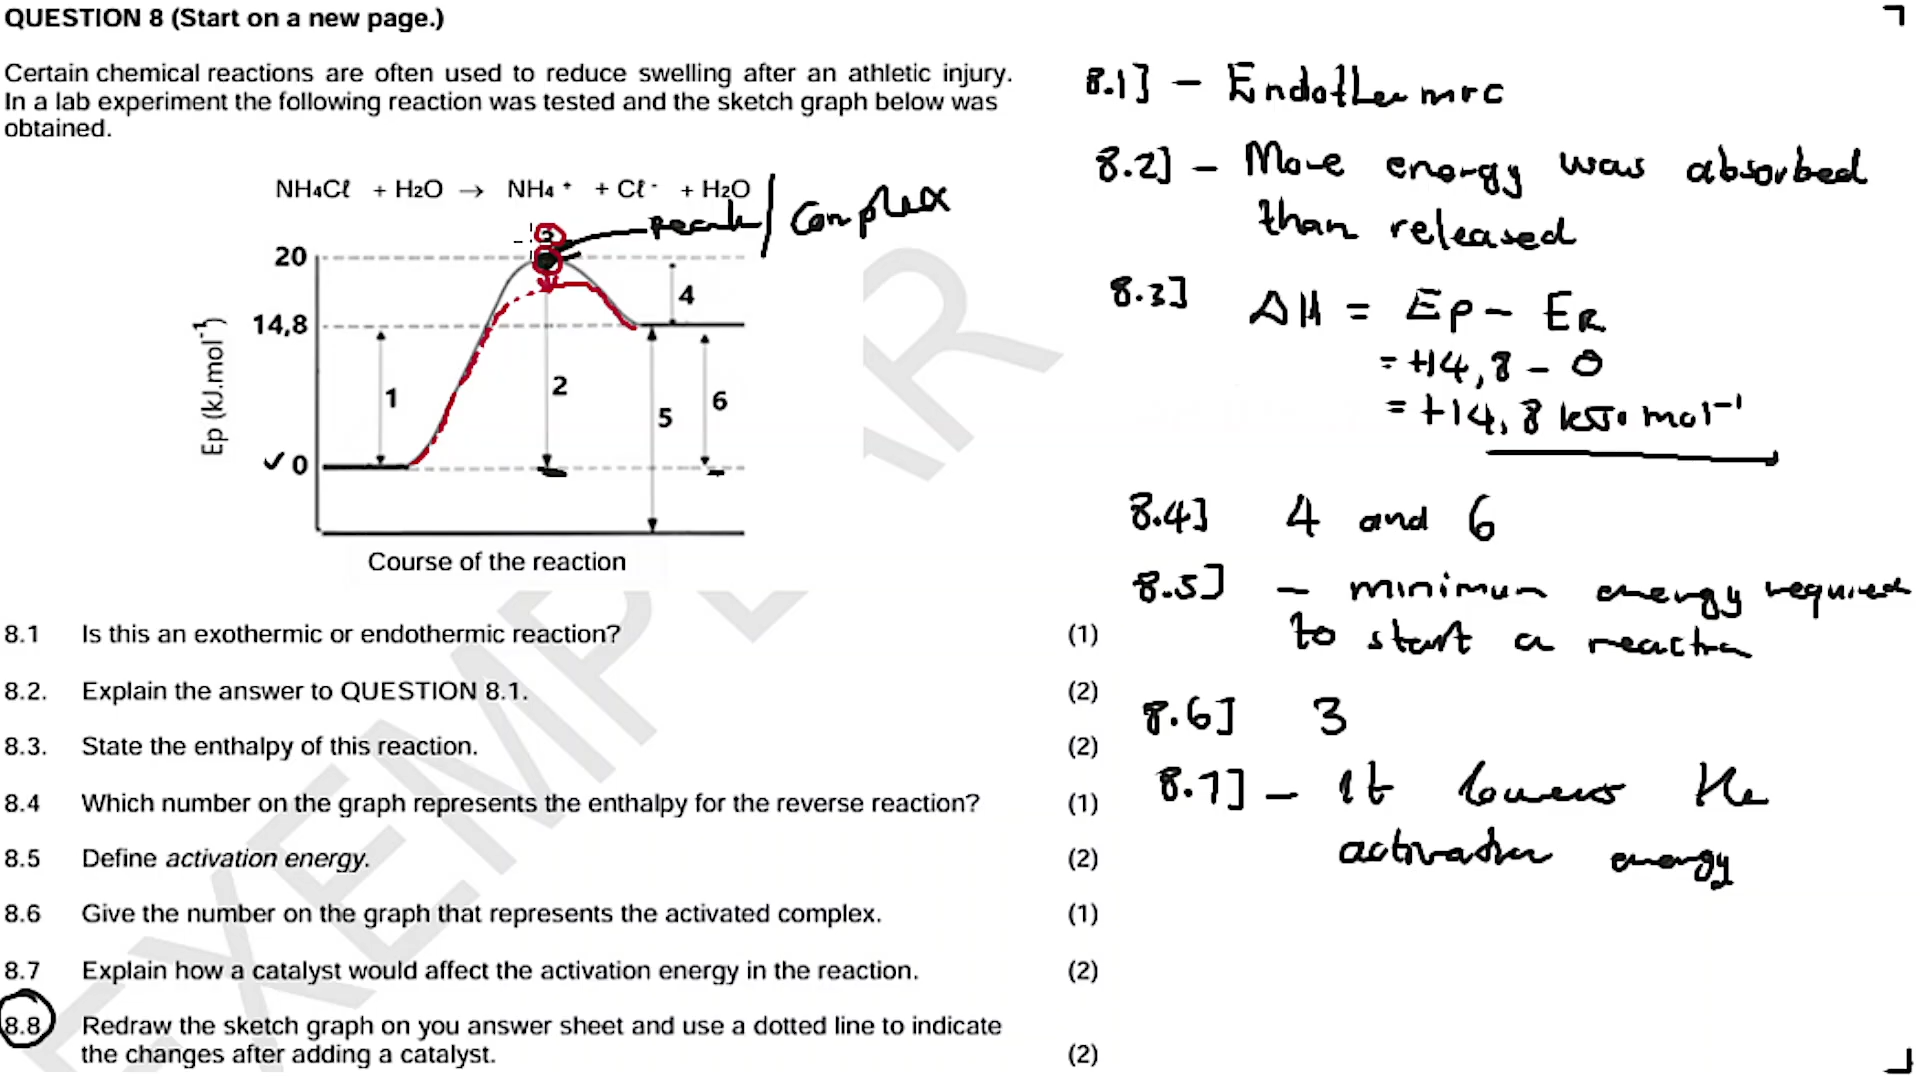 QUESTION 8 (Start on a new page.)
Certain chemical reactions are often used to reduce swelling after an athletic injury.
In a lab experiment the following reaction was tested and the sketch graph below was
obtained.
NH₄Cℓ + H₂O → NH₄⁺ + Cℓ⁻ + H₂O
peak/complex
3
20
4
14,8
1
2
6
5
Ep (kJ.mol⁻¹)
✓0
Course of the reaction
8.1 Is this an exothermic or endothermic reaction? (1)
8.2. Explain the answer to QUESTION 8.1. (2)
8.3. State the enthalpy of this reaction. (2)
8.4 Which number on the graph represents the enthalpy for the reverse reaction? (1)
8.5 Define activation energy. (2)
8.6 Give the number on the graph that represents the activated complex. (1)
8.7 Explain how a catalyst would affect the activation energy in the reaction. (2)
8.8 Redraw the sketch graph on you answer sheet and use a dotted line to indicate
the changes after adding a catalyst. (2)
8.1] - Endothermic
8.2] - More energy was absorbed
than released
8.3] ΔH = EP - ER
= +14,8 - 0
= +14,8 kJ.mol⁻¹
8.4] 4 and 6
8.5] - minimum energy required
to start a reaction
8.6] 3
8.7] - It lowers the
activation energy
EXEMPLAR